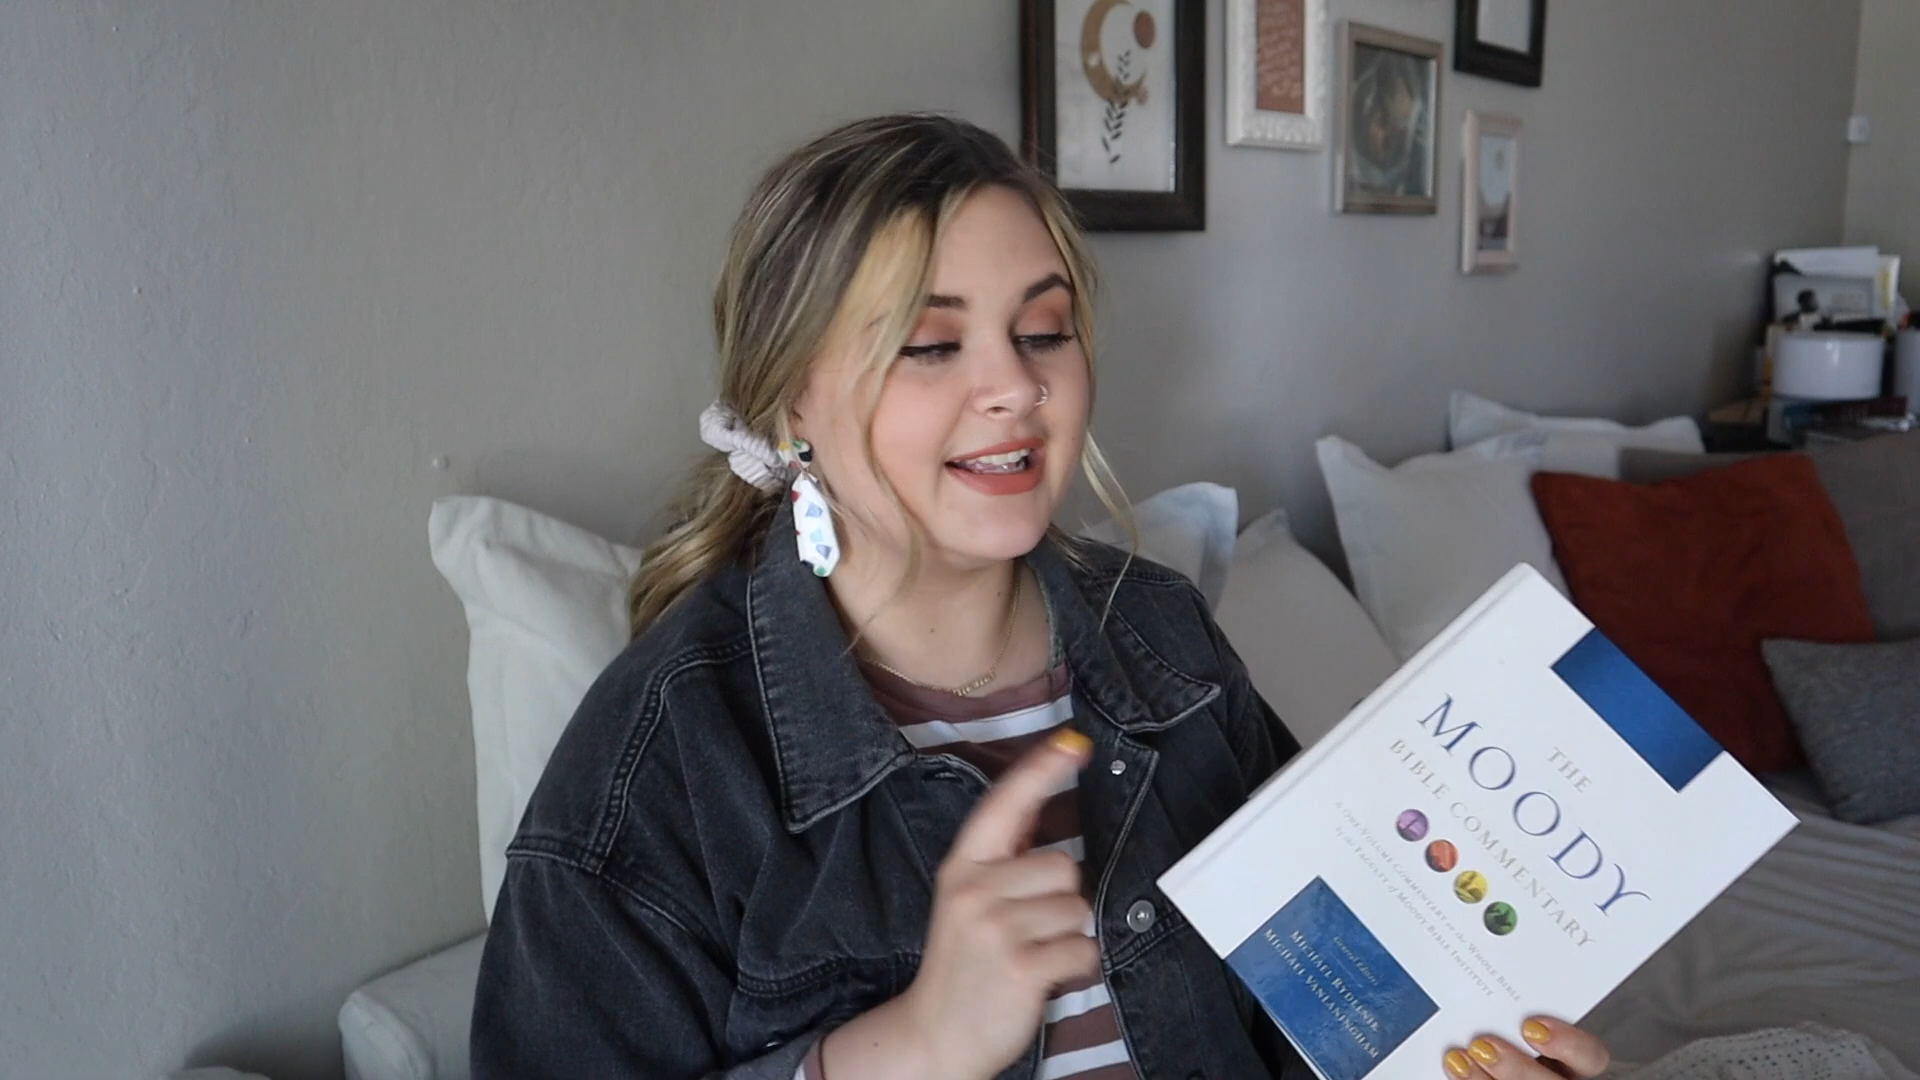 THE
MOODY
BIBLE COMMENTARY
A ONE-VOLUME COMMENTARY on the WHOLE BIBLE
by the FACULTY of MOODY BIBLE INSTITUTE
General Editors
MICHAEL RYDELNIK
MICHAEL VANLANINGHAM